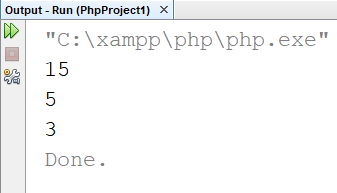 Output - Run (PhpProject1)
"C:\xampp\php\php.exe"
15
5
3
Done.